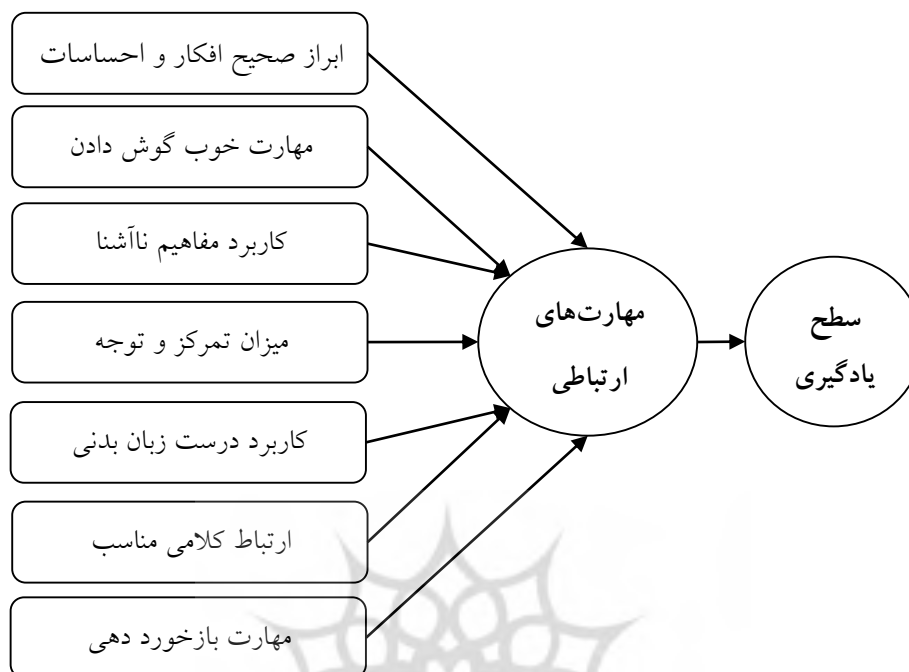 ابراز صحیح افکار و احساسات
مهارت خوب گوش دادن
کاربرد مفاهیم ناآشنا
میزان تمرکز و توجه
کاربرد درست زبان بدنی
ارتباط کلامی مناسب
مهارت بازخورد دهی
مهارت‌های
ارتباطی
سطح
یادگیری